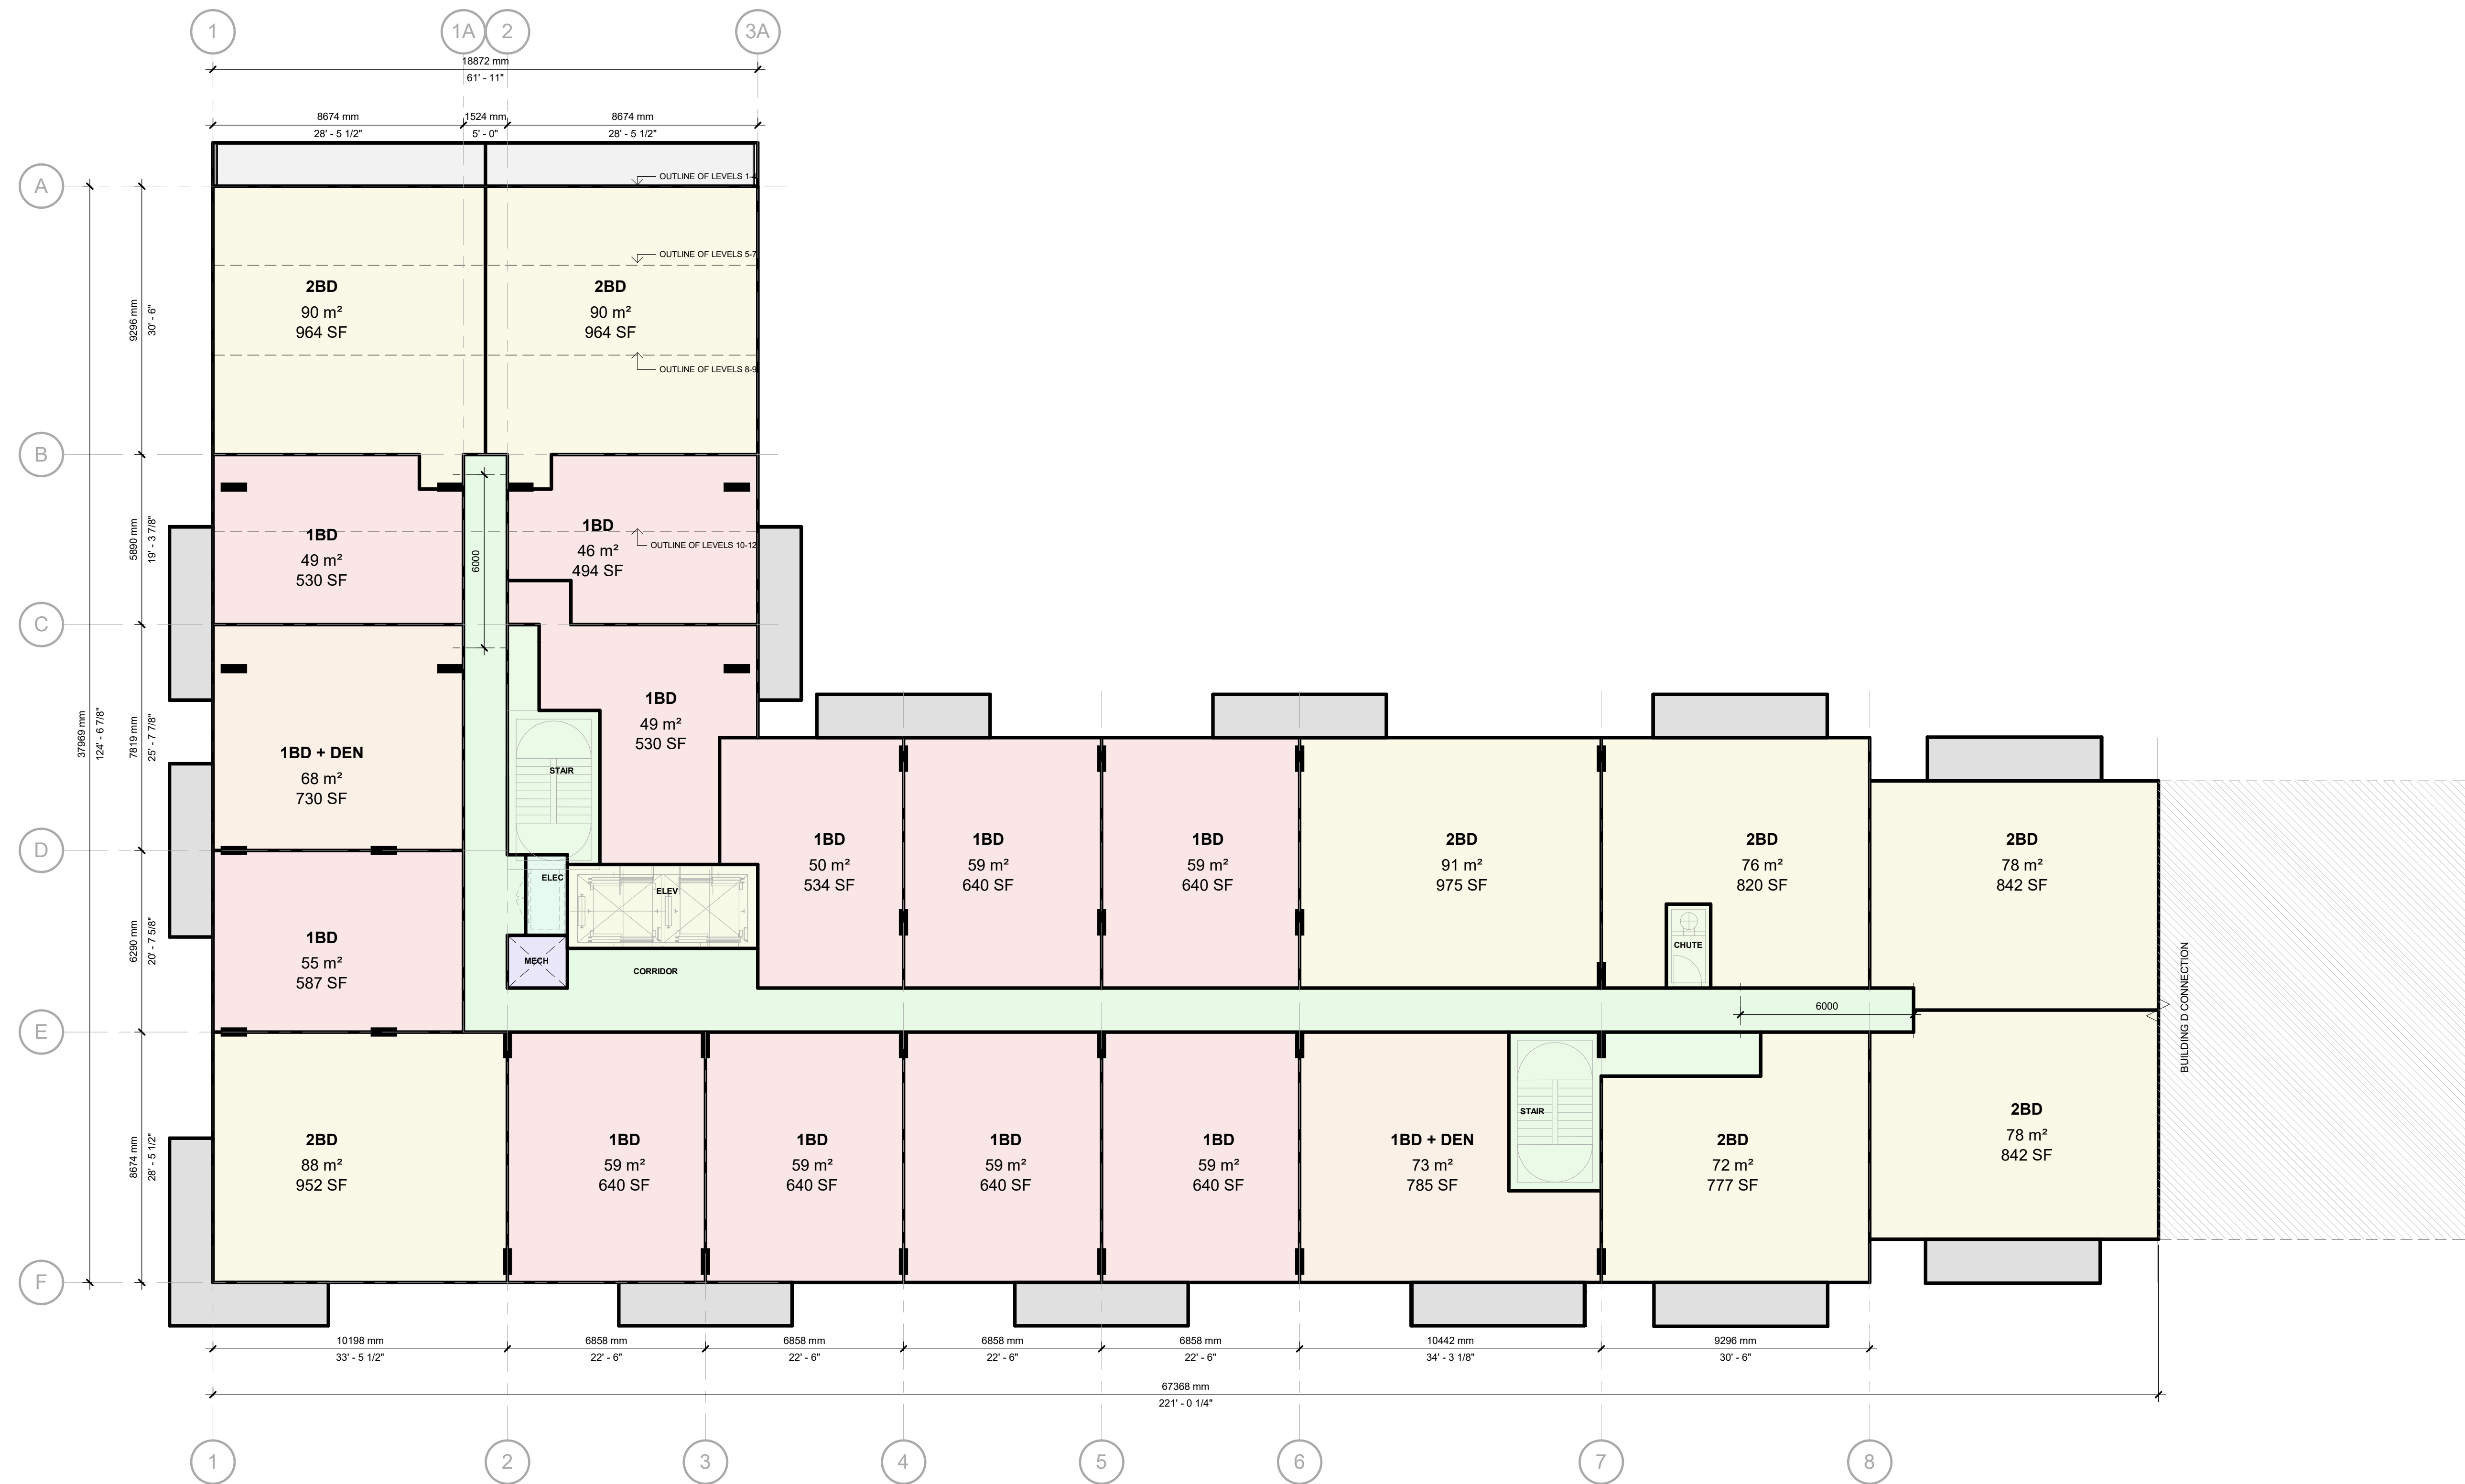 1
1A
2
3A
18872 mm
61' - 11"
8674 mm
1524 mm
8674 mm
28' - 5 1/2"
5' - 0"
28' - 5 1/2"
A
OUTLINE OF LEVELS 1-
OUTLINE OF LEVELS 5-7
2BD
90 m²
964 SF
2BD
90 m²
964 SF
9296 mm
30' - 6"
OUTLINE OF LEVELS 8-9
B
1BD
49 m²
530 SF
1BD
46 m²
494 SF
5890 mm
19' - 3 7/8"
6000
OUTLINE OF LEVELS 10-12
C
37969 mm
124' - 6 7/8"
7819 mm
25' - 7 7/8"
1BD + DEN
68 m²
730 SF
1BD
49 m²
530 SF
STAIR
D
ELEC
ELEV
1BD
50 m²
534 SF
1BD
59 m²
640 SF
1BD
59 m²
640 SF
2BD
91 m²
975 SF
2BD
76 m²
820 SF
2BD
78 m²
842 SF
6290 mm
20' - 7 5/8"
1BD
55 m²
587 SF
MECH
CORRIDOR
CHUTE
BUILDING D CONNECTION
6000
E
8674 mm
28' - 5 1/2"
2BD
88 m²
952 SF
1BD
59 m²
640 SF
1BD
59 m²
640 SF
1BD
59 m²
640 SF
1BD
59 m²
640 SF
1BD + DEN
73 m²
785 SF
STAIR
2BD
72 m²
777 SF
2BD
78 m²
842 SF
F
10198 mm
6858 mm
6858 mm
6858 mm
6858 mm
10442 mm
9296 mm
33' - 5 1/2"
22' - 6"
22' - 6"
22' - 6"
22' - 6"
34' - 3 1/8"
30' - 6"
67368 mm
221' - 0 1/4"
1
2
3
4
5
6
7
8